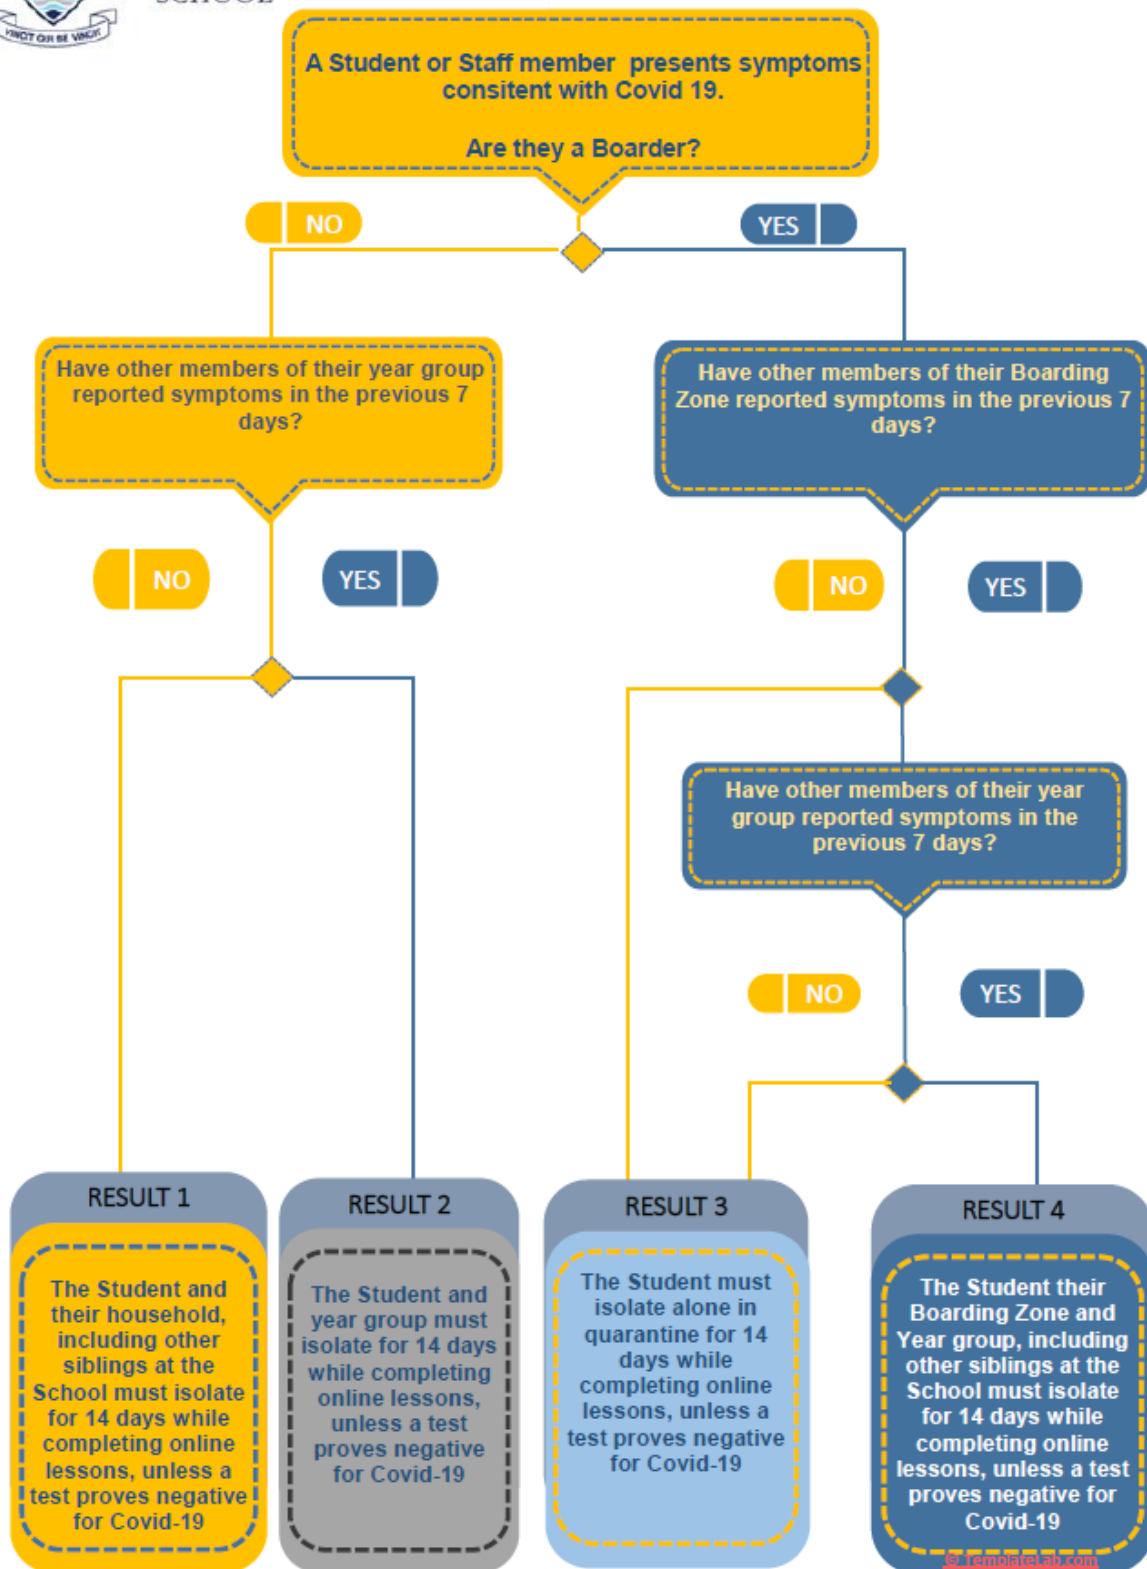 SCHOOL
VINCIT QUI SE VINCIT
A Student or Staff member presents symptoms
consitent with Covid 19.
Are they a Boarder?
NO
YES
Have other members of their year group
reported symptoms in the previous 7
days?
Have other members of their Boarding
Zone reported symptoms in the previous 7
days?
NO
YES
NO
YES
Have other members of their year
group reported symptoms in the
previous 7 days?
NO
YES
RESULT 1
The Student and
their household,
including other
siblings at the
School must isolate
for 14 days while
completing online
lessons, unless a
test proves negative
for Covid-19
RESULT 2
The Student and
year group must
isolate for 14 days
while completing
online lessons,
unless a test
proves negative
for Covid-19
RESULT 3
The Student must
isolate alone in
quarantine for 14
days while
completing online
lessons, unless a
test proves negative
for Covid-19
RESULT 4
The Student their
Boarding Zone and
Year group, including
other siblings at the
School must isolate
for 14 days while
completing online
lessons, unless a test
proves negative for
Covid-19
© TemplateLab.com